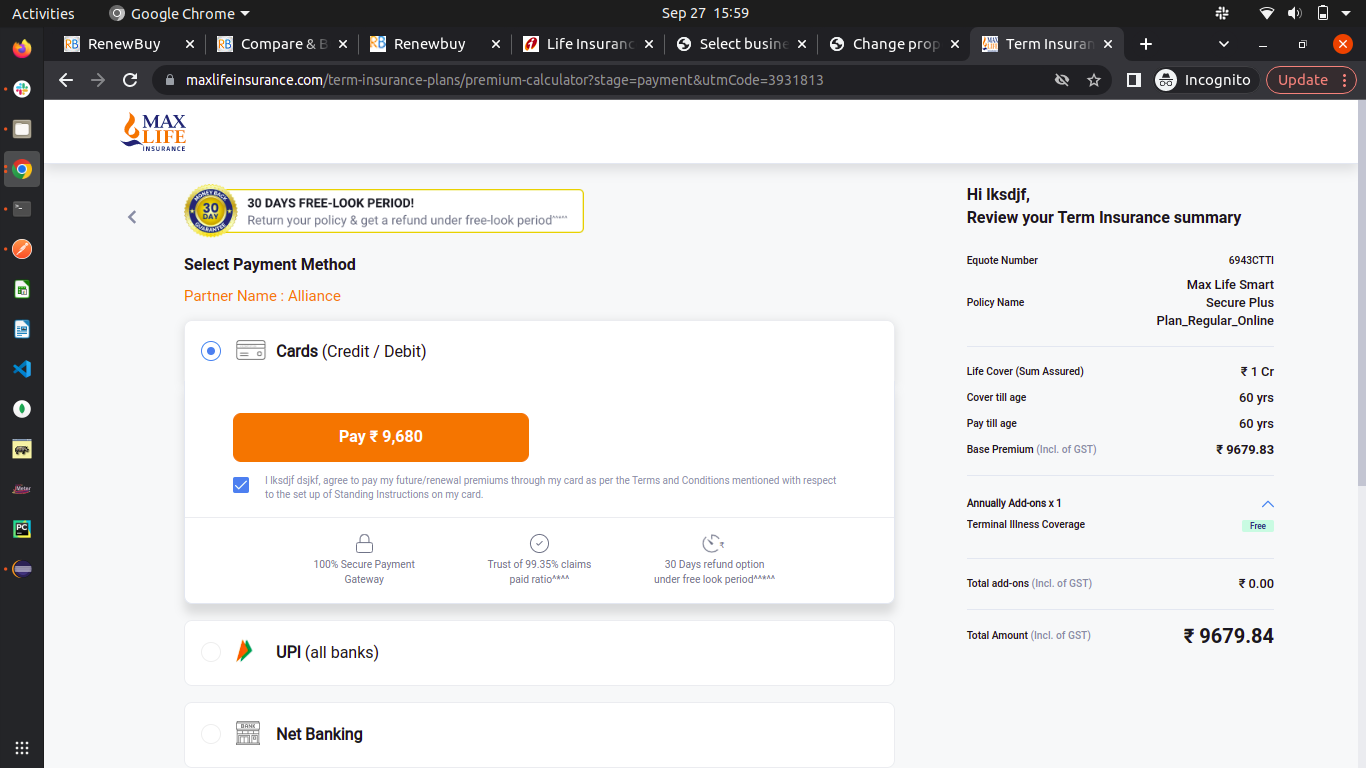 Activities
Google Chrome
Sep 27 15:59
RenewBuy
Compare & B
Renewbuy
Life Insuranc
Select busine
Change prop
Term Insuran
maxlifeinsurance.com/term-insurance-plans/premium-calculator?stage=payment&utmCode=3931813
Incognito
Update
MAX
LIFE
INSURANCE
MONEY BACK
30
DAY
GUARANTEE
30 DAYS FREE-LOOK PERIOD!
Return your policy & get a refund under free-look period^^^^^
Select Payment Method
Partner Name : Alliance
Cards (Credit / Debit)
Pay ₹ 9,680
I lksdjf dsjkf, agree to pay my future/renewal premiums through my card as per the Terms and Conditions mentioned with respect
to the set up of Standing Instructions on my card.
100% Secure Payment
Gateway
Trust of 99.35% claims
paid ratio^*^^
30 Days refund option
under free look period^^*^^
UPI (all banks)
BANK
Net Banking
Hi lksdjf,
Review your Term Insurance summary
Equote Number
6943CTTI
Policy Name
Max Life Smart
Secure Plus
Plan_Regular_Online
Life Cover (Sum Assured)
₹ 1 Cr
Cover till age
60 yrs
Pay till age
60 yrs
Base Premium (Incl. of GST)
₹ 9679.83
Annually Add-ons x 1
Terminal Illness Coverage
Free
Total add-ons (Incl. of GST)
₹ 0.00
Total Amount (Incl. of GST)
₹ 9679.84